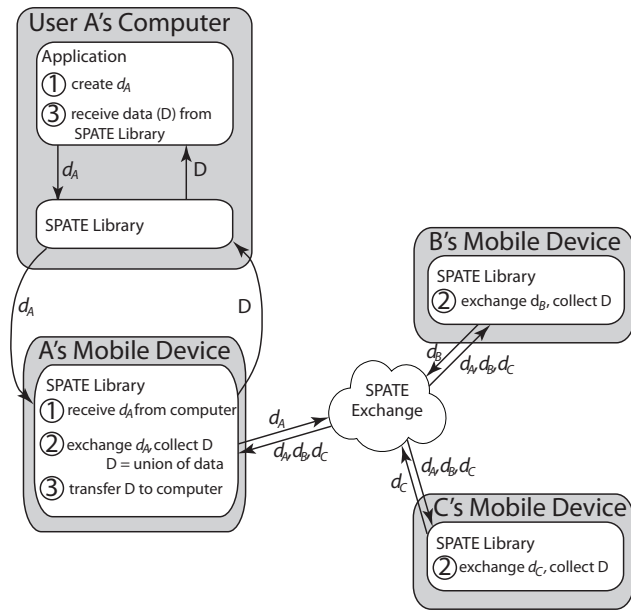 User A's Computer
Application
① create dA
③ receive data (D) from
SPATE Library
dA
D
SPATE Library
dA
D
A's Mobile Device
SPATE Library
① receive dA from computer
② exchange dA, collect D
D = union of data
③ transfer D to computer
dA
dA, dB, dC
SPATE
Exchange
B's Mobile Device
SPATE Library
② exchange dB, collect D
dB
dA, dB, dC
dA, dB, dC
dC
C's Mobile Device
SPATE Library
② exchange dC, collect D